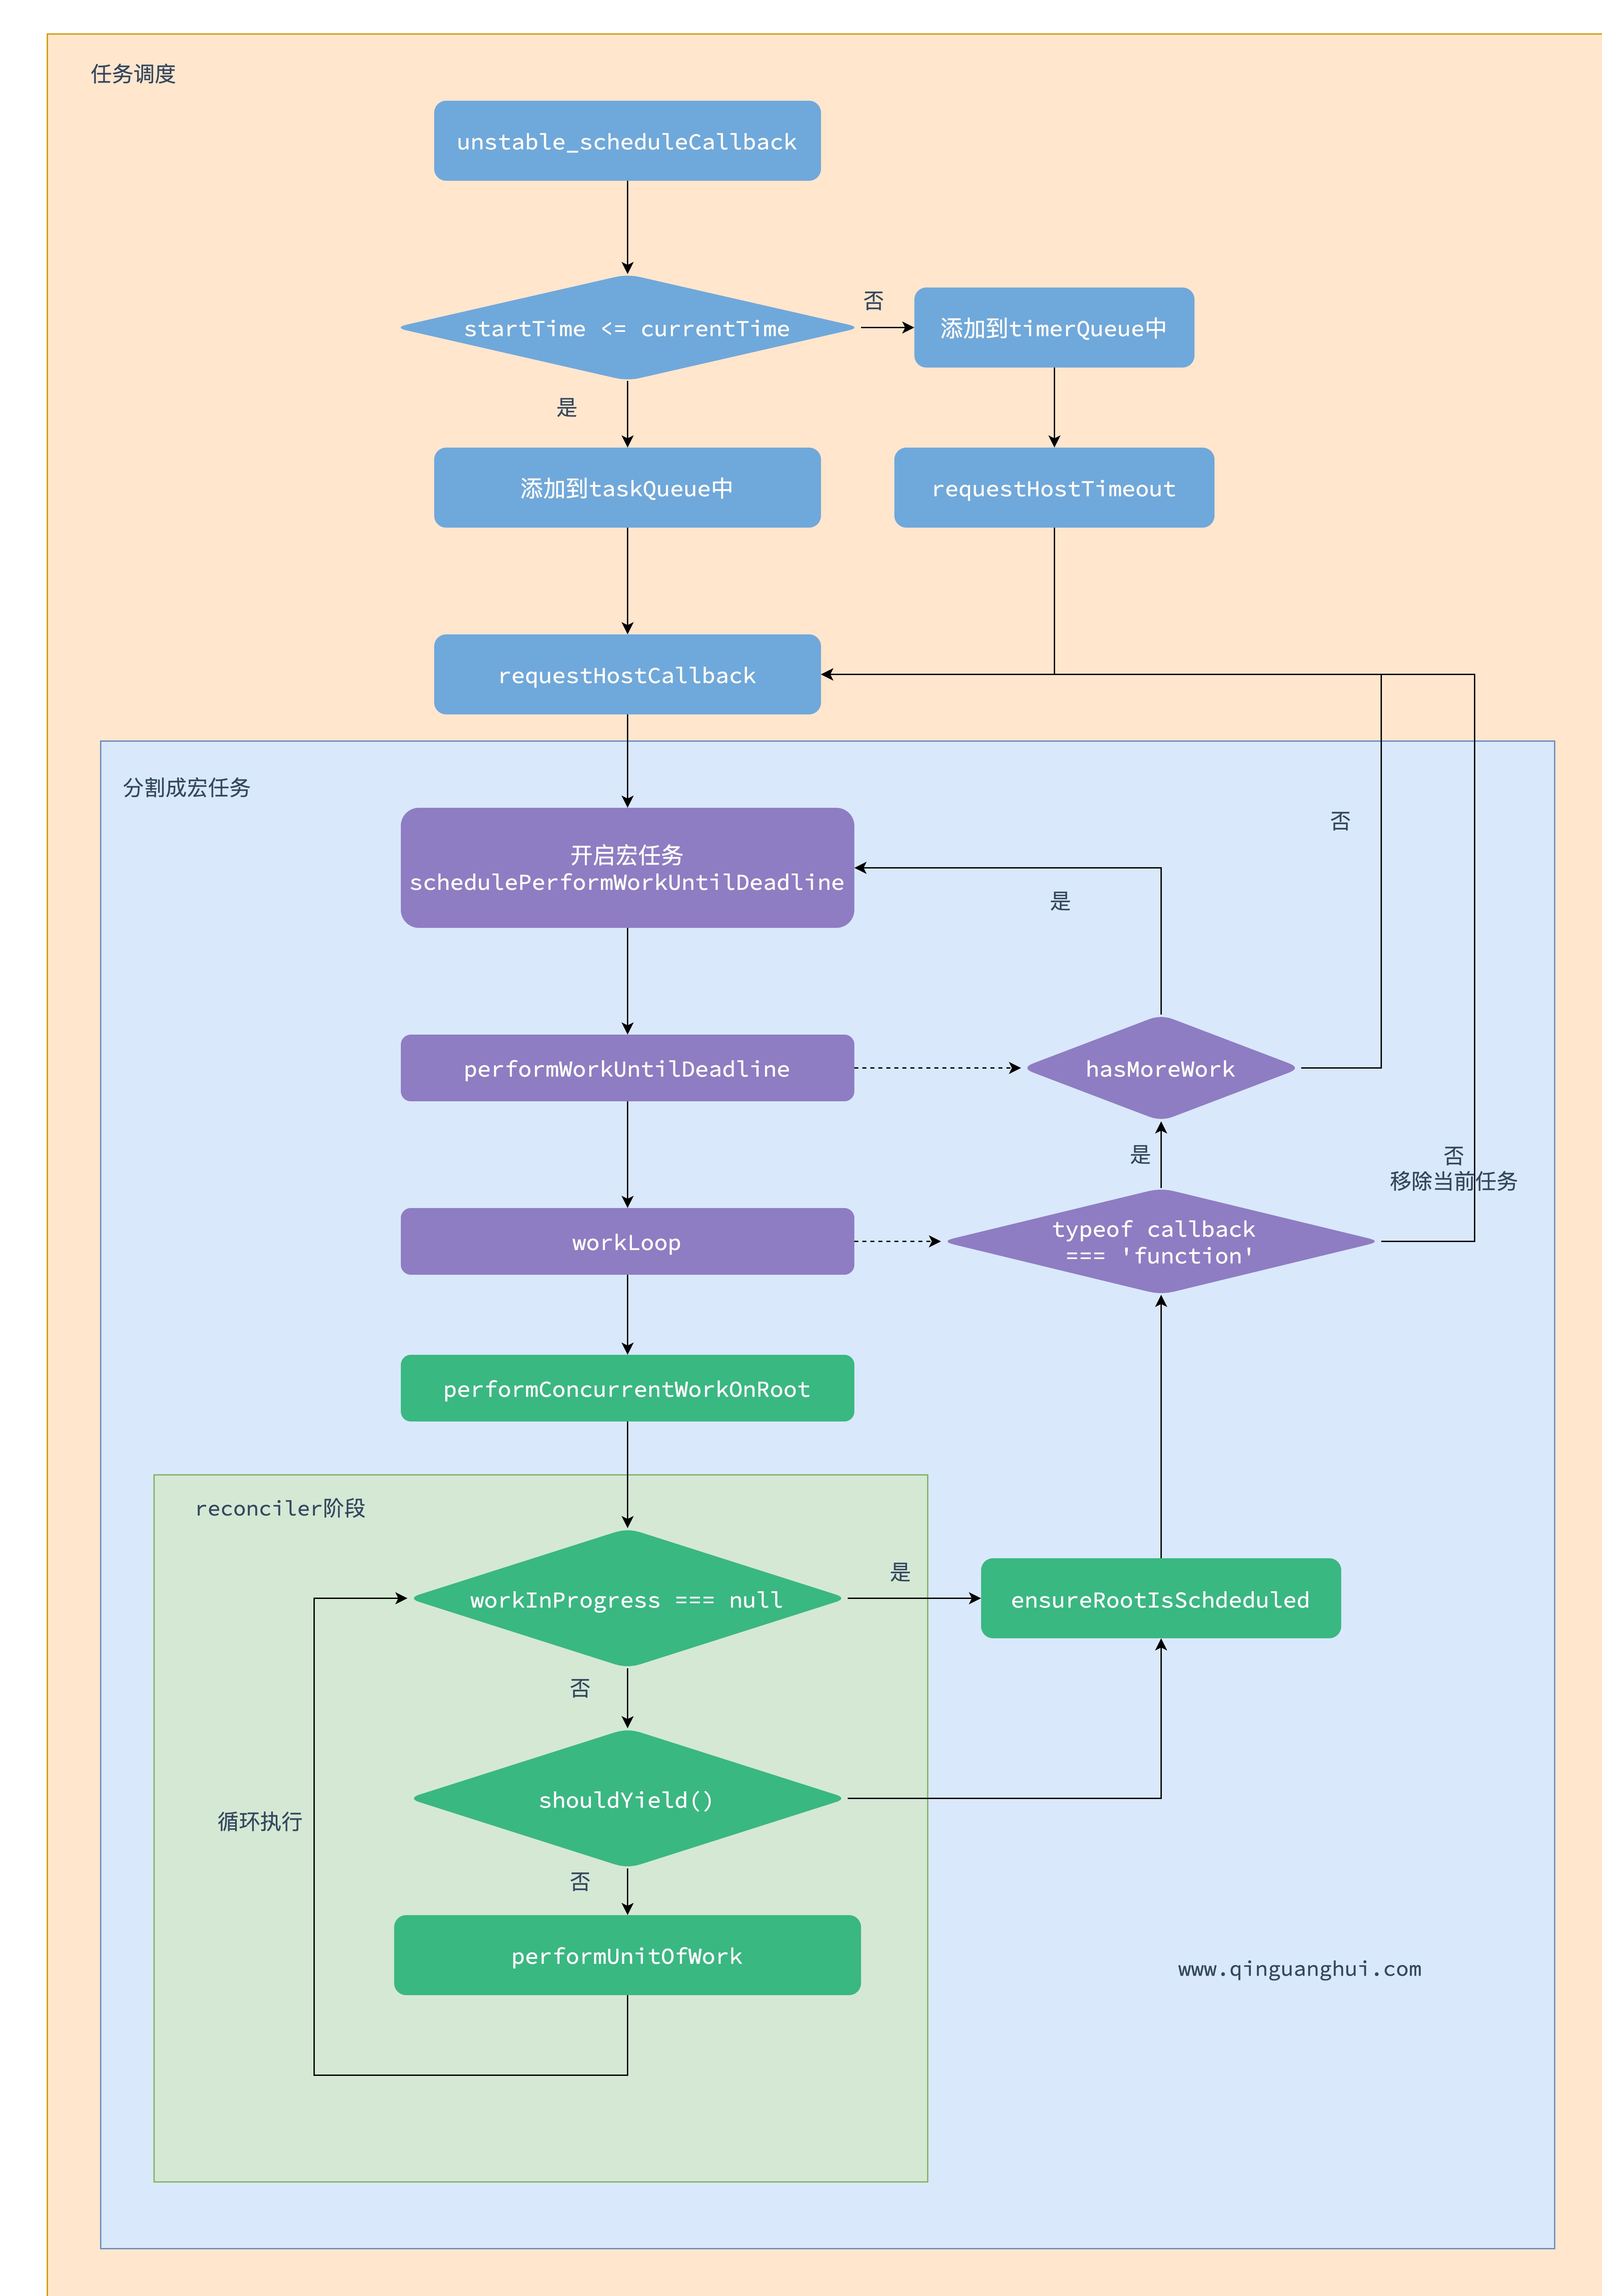 任务调度
unstable_scheduleCallback
startTime <= currentTime
否
添加到timerQueue中
是
添加到taskQueue中
requestHostTimeout
requestHostCallback
分割成宏任务
开启宏任务
schedulePerformWorkUntilDeadline
否
是
performWorkUntilDeadline
hasMoreWork
是
否
移除当前任务
workLoop
typeof callback
=== 'function'
performConcurrentWorkOnRoot
reconciler阶段
workInProgress === null
是
ensureRootIsSchdeduled
否
shouldYield()
循环执行
否
performUnitOfWork
www.qinguanghui.com